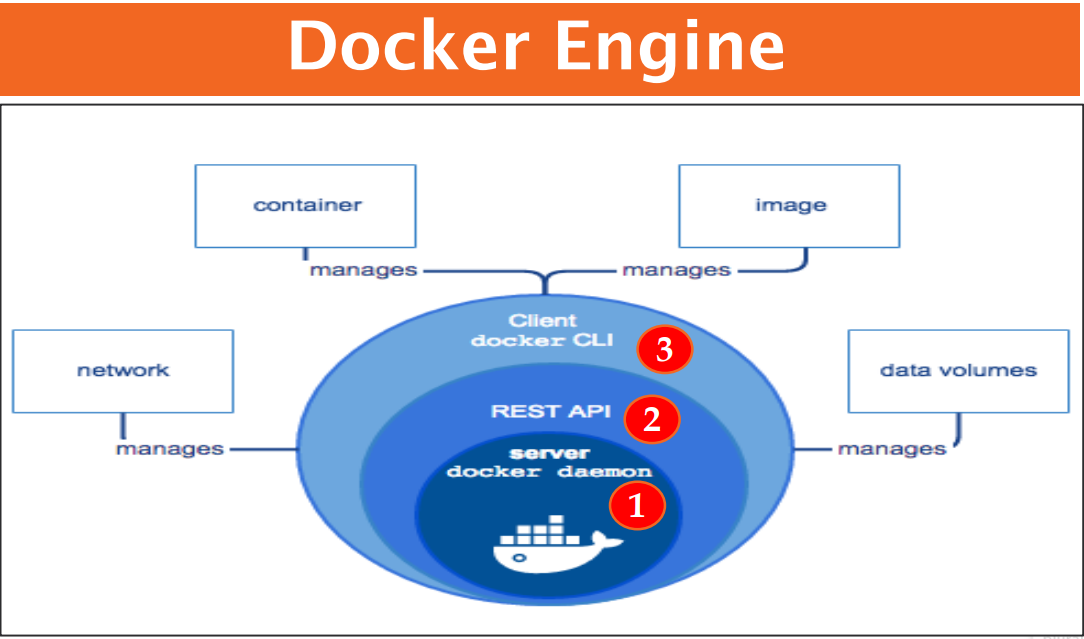 Docker Engine
container
image
manages
manages
Client
docker CLI
3
network
data volumes
REST API
2
manages
manages
server
docker daemon
1